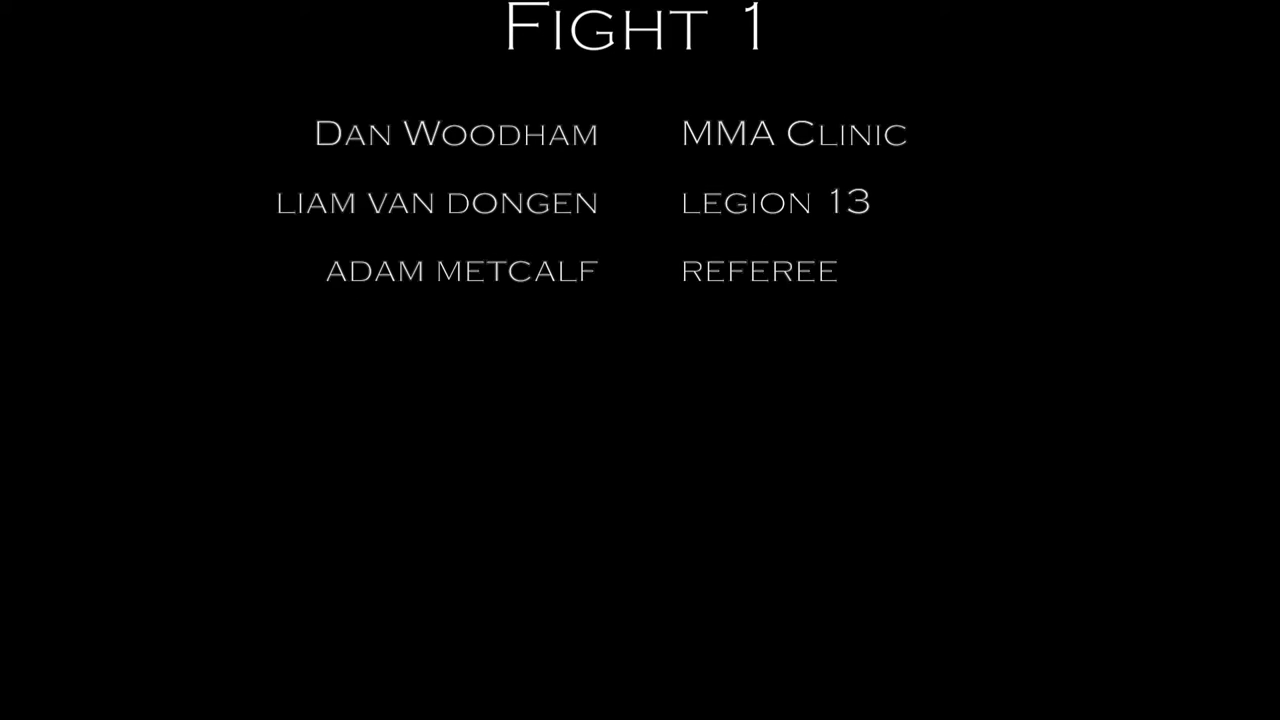 Fight 1
Dan Woodham MMA Clinic
LIAM VAN DONGEN LEGION 13
ADAM METCALF REFEREE